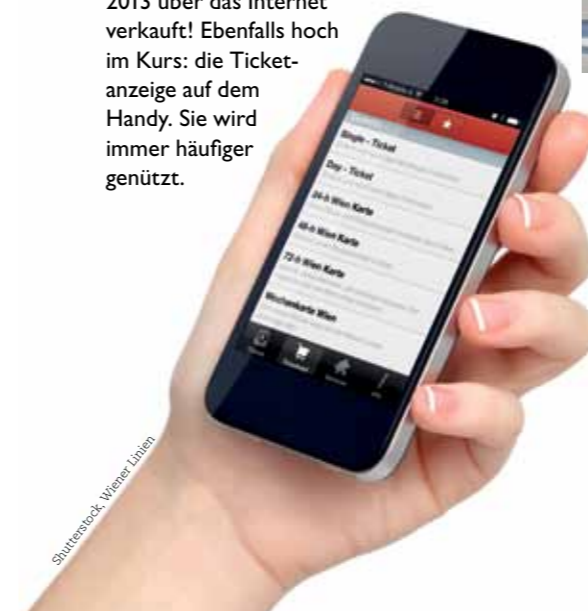 2013 über das Internet
verkauft! Ebenfalls hoch
im Kurs: die Ticket-
anzeige auf dem
Handy. Sie wird
immer häufiger
genützt.
Single - Ticket
Day - Ticket
24-h Wien Karte
48-h Wien Karte
72-h Wien Karte
Wochenkarte Wien
Shutterstock, Wiener Linien